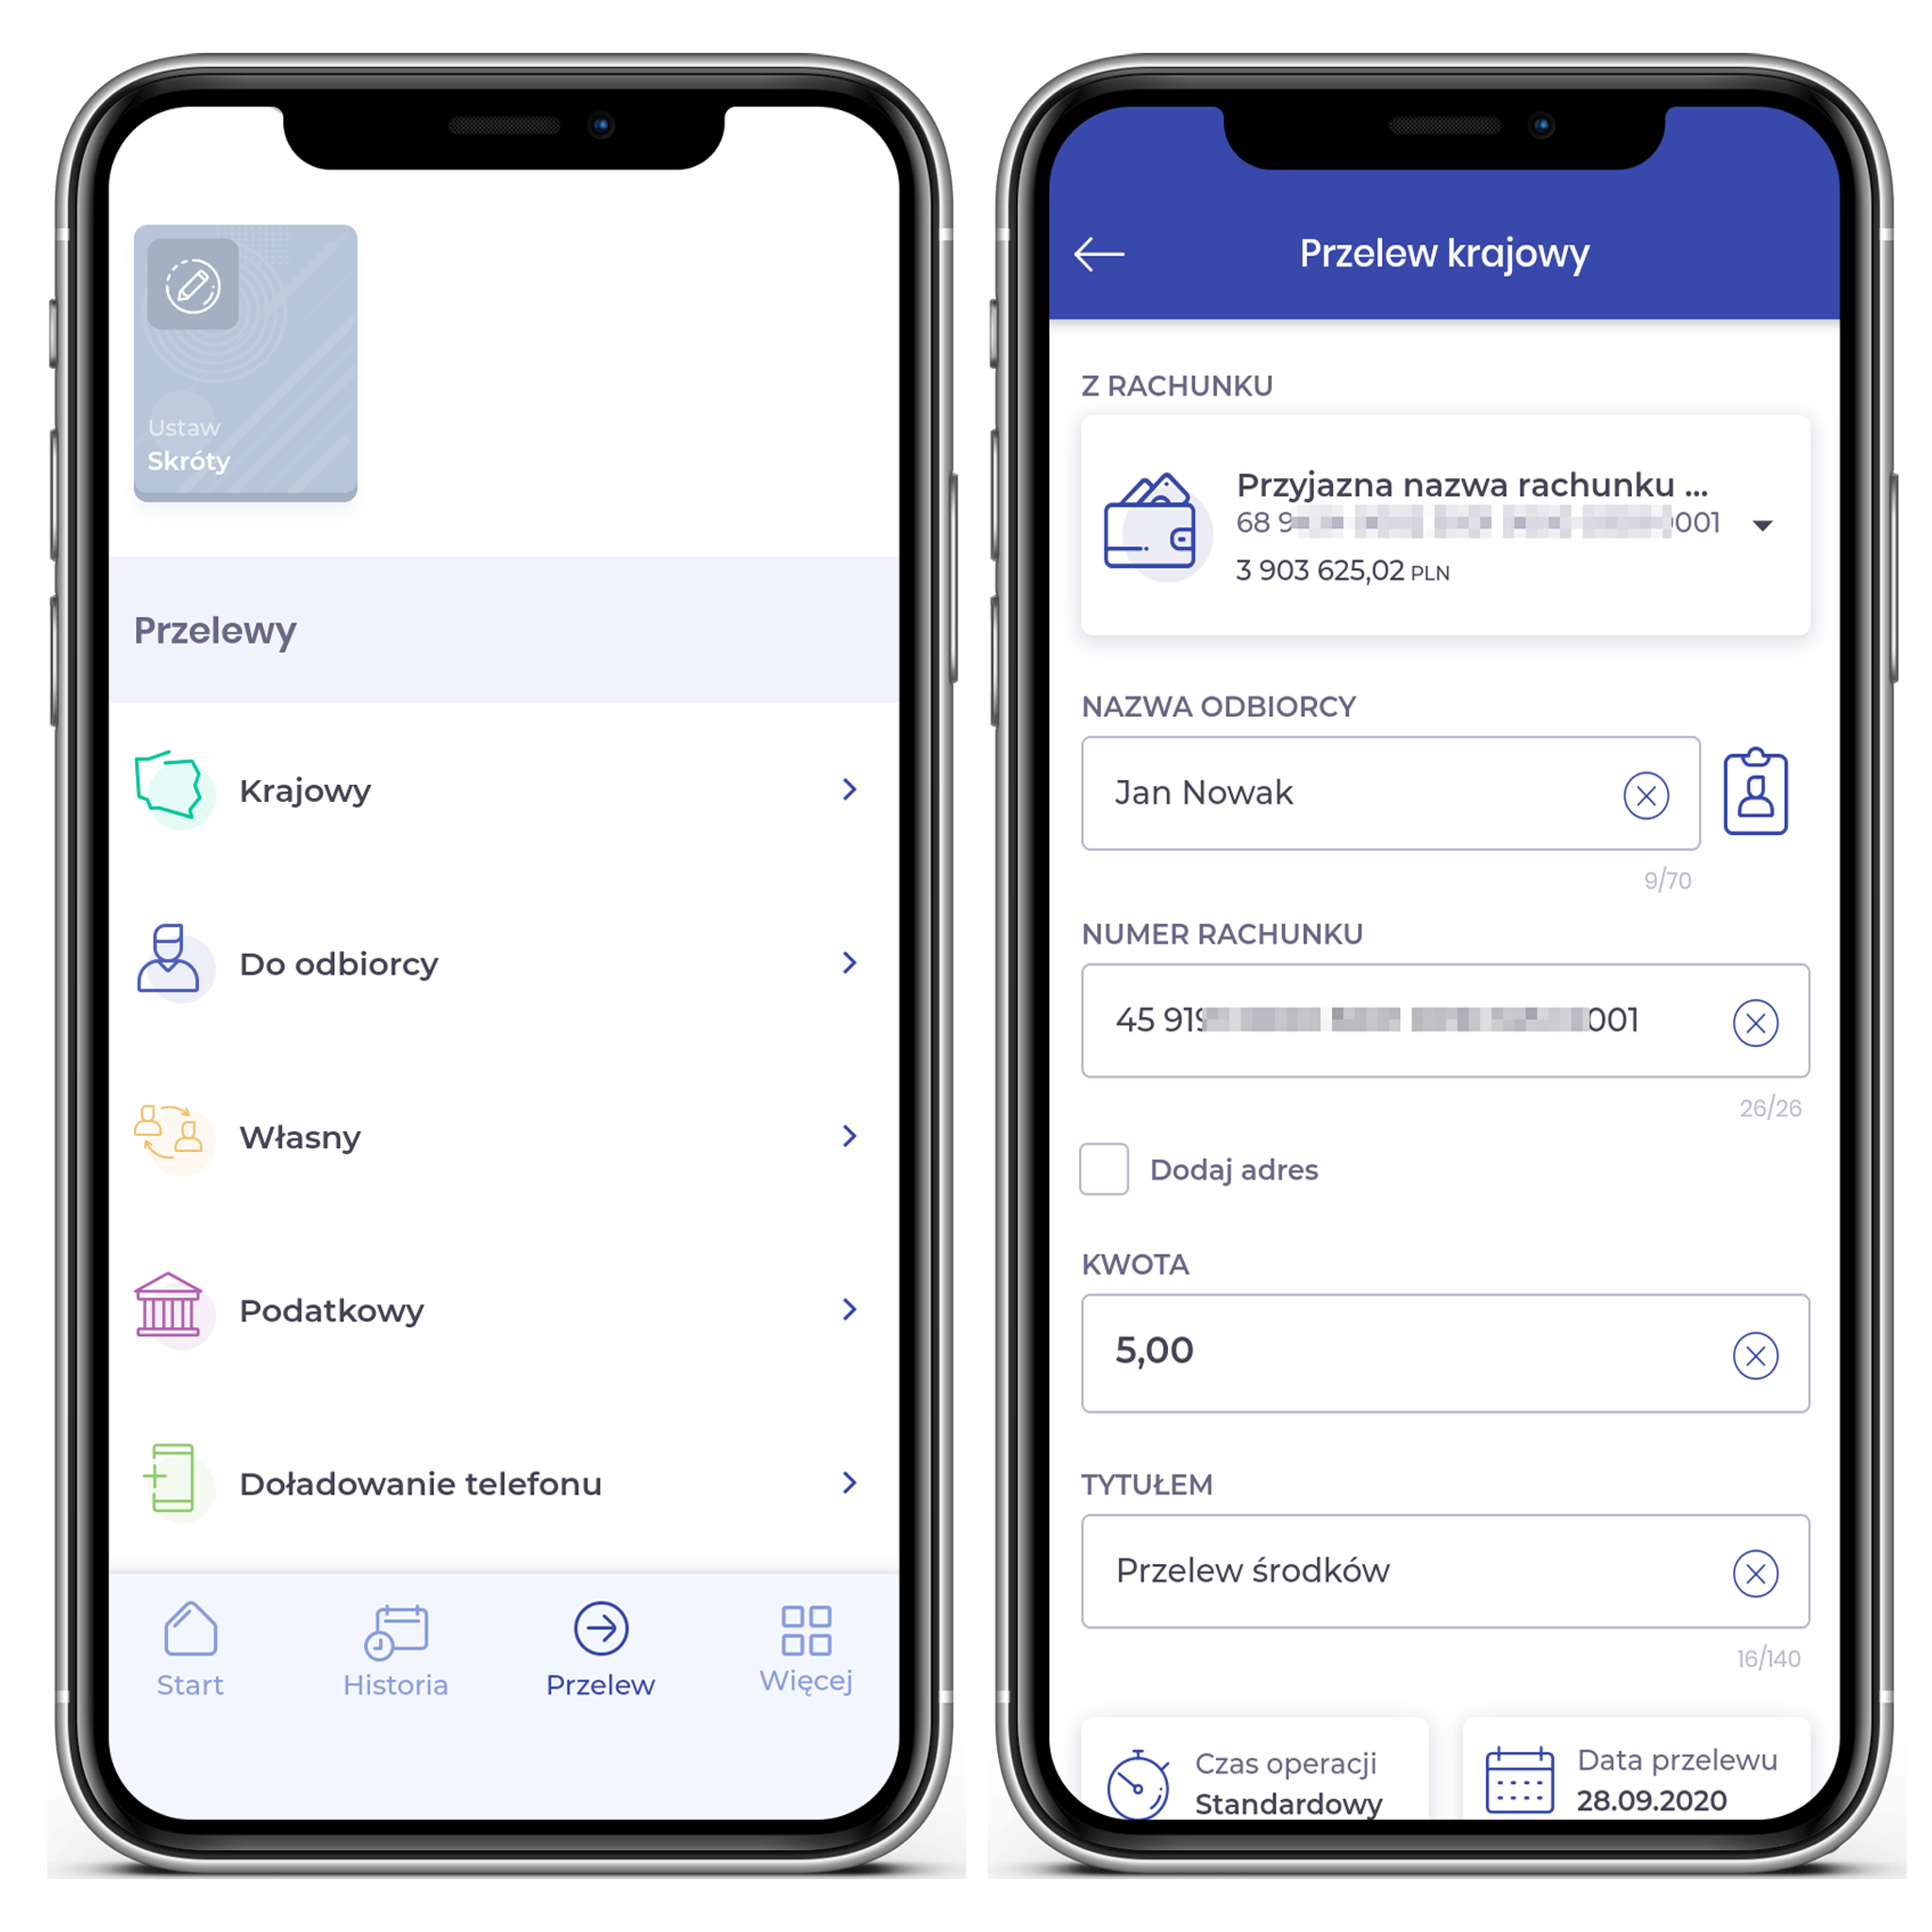 Ustaw
Skróty
Przelewy
Krajowy
Do odbiorcy
Własny
Podatkowy
Doładowanie telefonu
Start
Historia
Przelew
Więcej
Przelew krajowy
Z RACHUNKU
Przyjazna nazwa rachunku ...
68 9 001
3 903 625,02 PLN
NAZWA ODBIORCY
Jan Nowak
9/70
NUMER RACHUNKU
45 919 001
26/26
Dodaj adres
KWOTA
5,00
TYTUŁEM
Przelew środków
16/140
Czas operacji
Standardowy
Data przelewu
28.09.2020